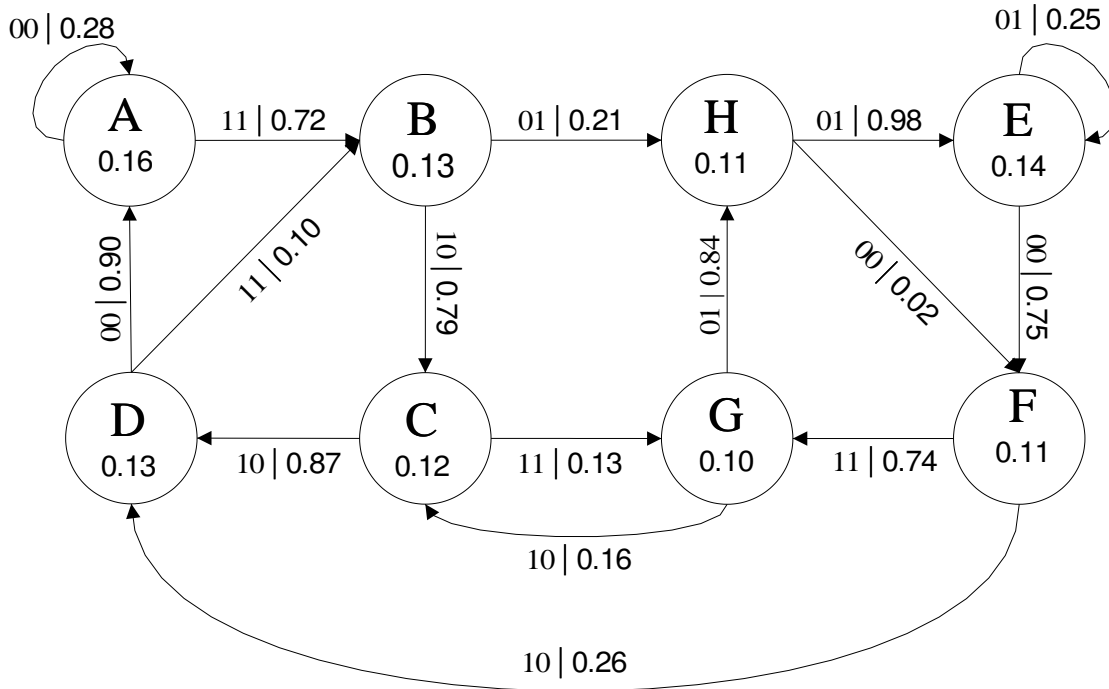 00 | 0.28
01 | 0.25
A
0.16
11 | 0.72
B
0.13
01 | 0.21
H
0.11
01 | 0.98
E
0.14
00 | 0.90
11 | 0.10
10 | 0.79
01 | 0.84
00 | 0.02
00 | 0.75
D
0.13
10 | 0.87
C
0.12
11 | 0.13
G
0.10
11 | 0.74
F
0.11
10 | 0.16
10 | 0.26